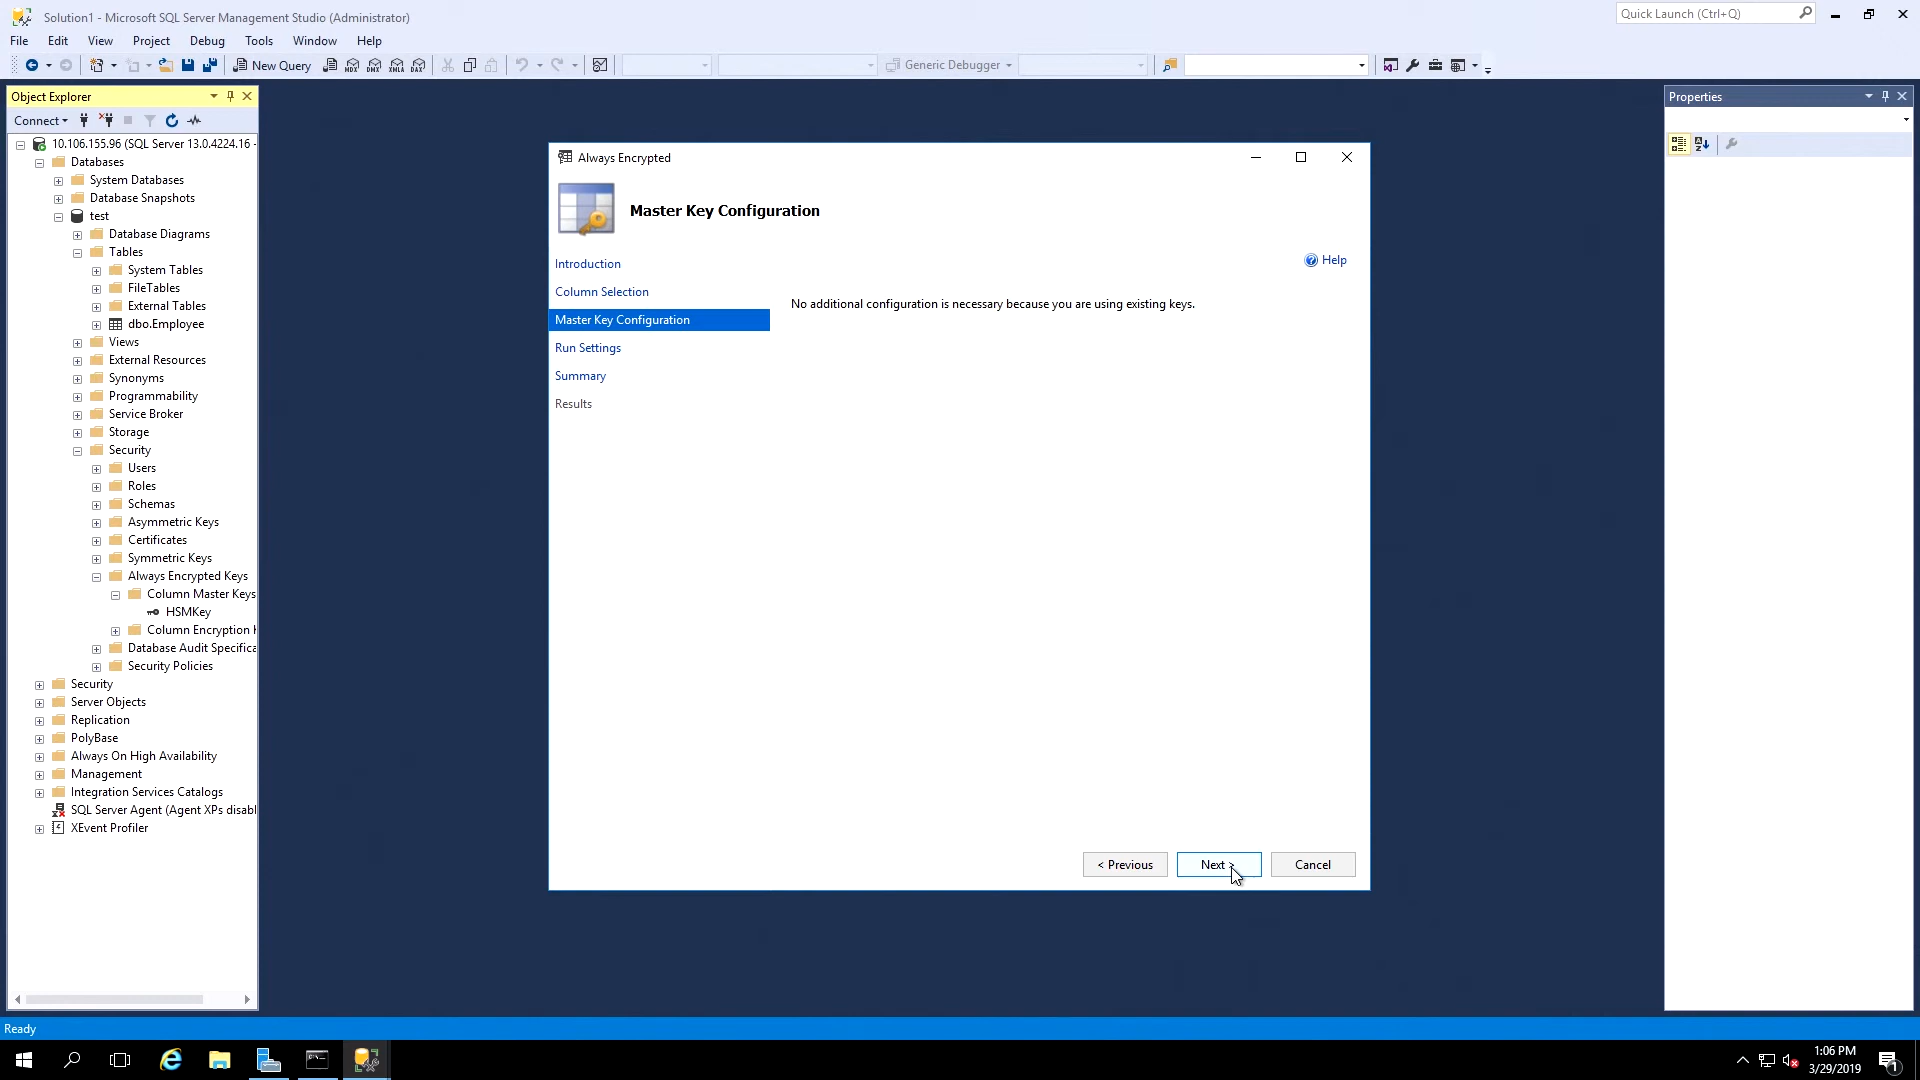 Solution1 - Microsoft SQL Server Management Studio (Administrator)
Quick Launch (Ctrl+Q)
File Edit View Project Debug Tools Window Help
New Query
MDX DMX XMLA DAX
Generic Debugger
Object Explorer
Connect
10.106.155.96 (SQL Server 13.0.4224.16 -
Databases
System Databases
Database Snapshots
test
Database Diagrams
Tables
System Tables
FileTables
External Tables
dbo.Employee
Views
External Resources
Synonyms
Programmability
Service Broker
Storage
Security
Users
Roles
Schemas
Asymmetric Keys
Certificates
Symmetric Keys
Always Encrypted Keys
Column Master Keys
HSMKey
Column Encryption K
Database Audit Specifica
Security Policies
Security
Server Objects
Replication
PolyBase
Always On High Availability
Management
Integration Services Catalogs
SQL Server Agent (Agent XPs disabl
XEvent Profiler
Always Encrypted
Master Key Configuration
Introduction
Column Selection
Master Key Configuration
Run Settings
Summary
Results
Help
No additional configuration is necessary because you are using existing keys.
< Previous
Next >
Cancel
Properties
Ready
1:06 PM
3/29/2019
1